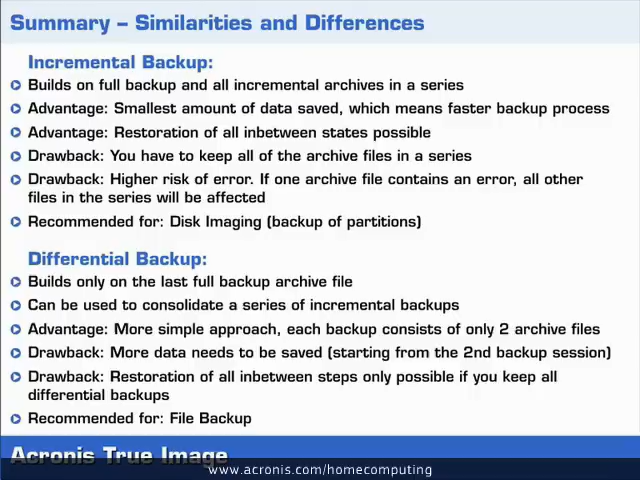 Summary – Similarities and Differences
Incremental Backup:
Builds on full backup and all incremental archives in a series
Advantage: Smallest amount of data saved, which means faster backup process
Advantage: Restoration of all inbetween states possible
Drawback: You have to keep all of the archive files in a series
Drawback: Higher risk of error. If one archive file contains an error, all other
files in the series will be affected
Recommended for: Disk Imaging (backup of partitions)
Differential Backup:
Builds only on the last full backup archive file
Can be used to consolidate a series of incremental backups
Advantage: More simple approach, each backup consists of only 2 archive files
Drawback: More data needs to be saved (starting from the 2nd backup session)
Drawback: Restoration of all inbetween steps only possible if you keep all
differential backups
Recommended for: File Backup
Acronis True Image
www.acronis.com/homecomputing